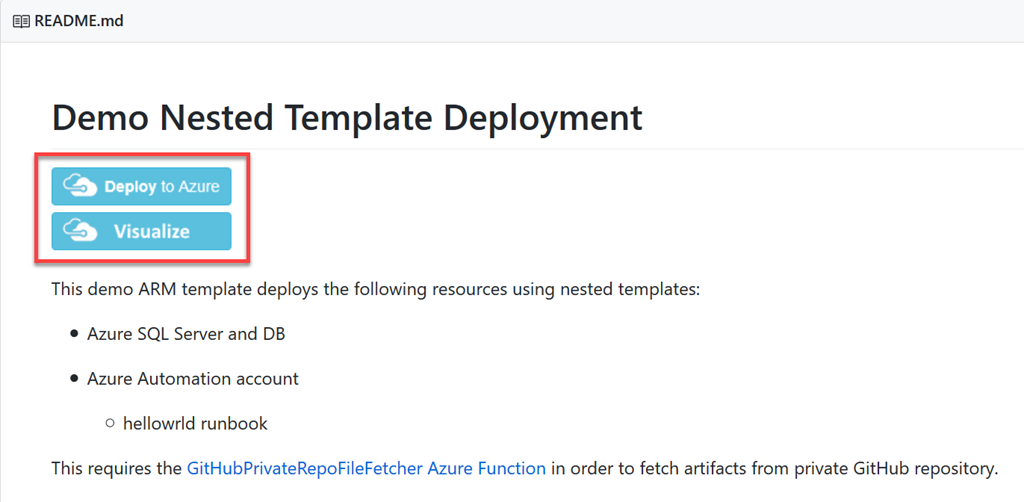 README.md
Demo Nested Template Deployment
Deploy to Azure
Visualize
This demo ARM template deploys the following resources using nested templates:
Azure SQL Server and DB
Azure Automation account
hellowrld runbook
This requires the GitHubPrivateRepoFileFetcher Azure Function in order to fetch artifacts from private GitHub repository.